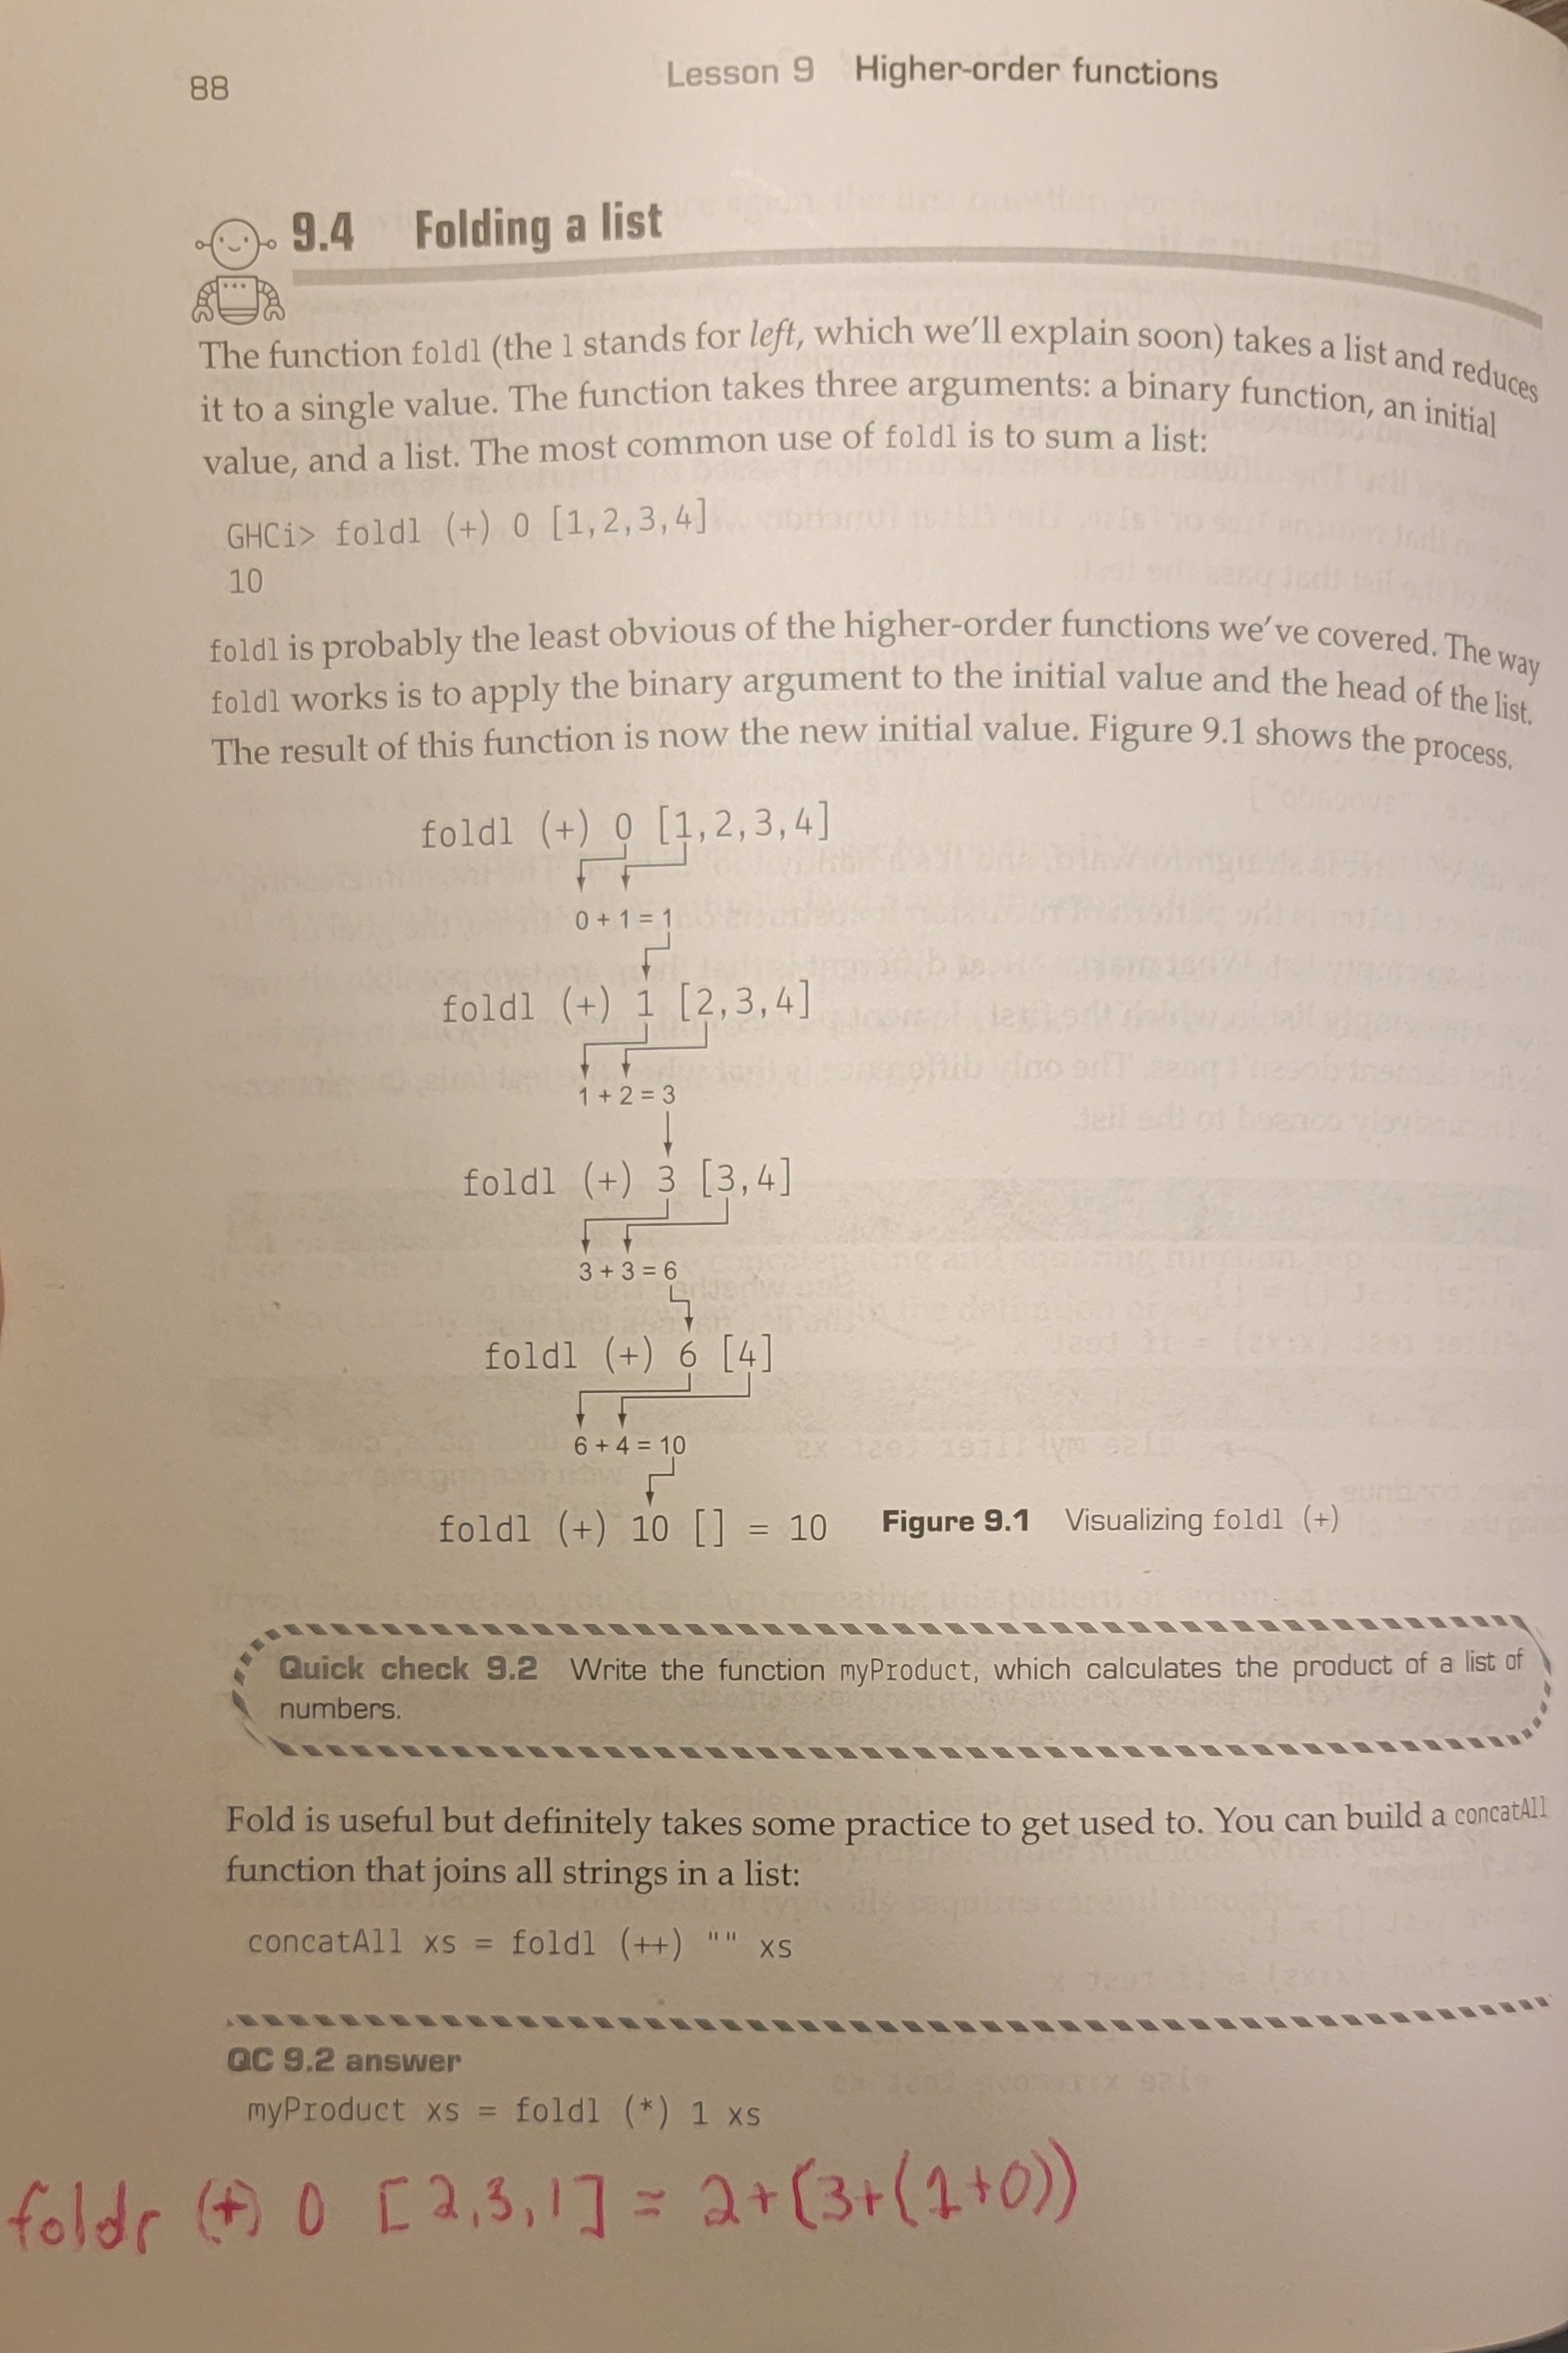 88
Lesson 9 Higher-order functions
9.4 Folding a list
The function foldl (the l stands for left, which we'll explain soon) takes a list and reduces
it to a single value. The function takes three arguments: a binary function, an initial
value, and a list. The most common use of foldl is to sum a list:
GHCi> foldl (+) 0 [1,2,3,4]
10
foldl is probably the least obvious of the higher-order functions we've covered. The way
foldl works is to apply the binary argument to the initial value and the head of the list.
The result of this function is now the new initial value. Figure 9.1 shows the process.
foldl (+) 0 [1,2,3,4]
0 + 1 = 1
foldl (+) 1 [2,3,4]
1 + 2 = 3
foldl (+) 3 [3,4]
3 + 3 = 6
foldl (+) 6 [4]
6 + 4 = 10
foldl (+) 10 [] = 10
Figure 9.1 Visualizing foldl (+)
Quick check 9.2 Write the function myProduct, which calculates the product of a list of
numbers.
Fold is useful but definitely takes some practice to get used to. You can build a concatAll
function that joins all strings in a list:
concatAll xs = foldl (++) "" xs
QC 9.2 answer
myProduct xs = foldl (*) 1 xs
foldr (+) 0 [2,3,1] = 2+(3+(1+0))